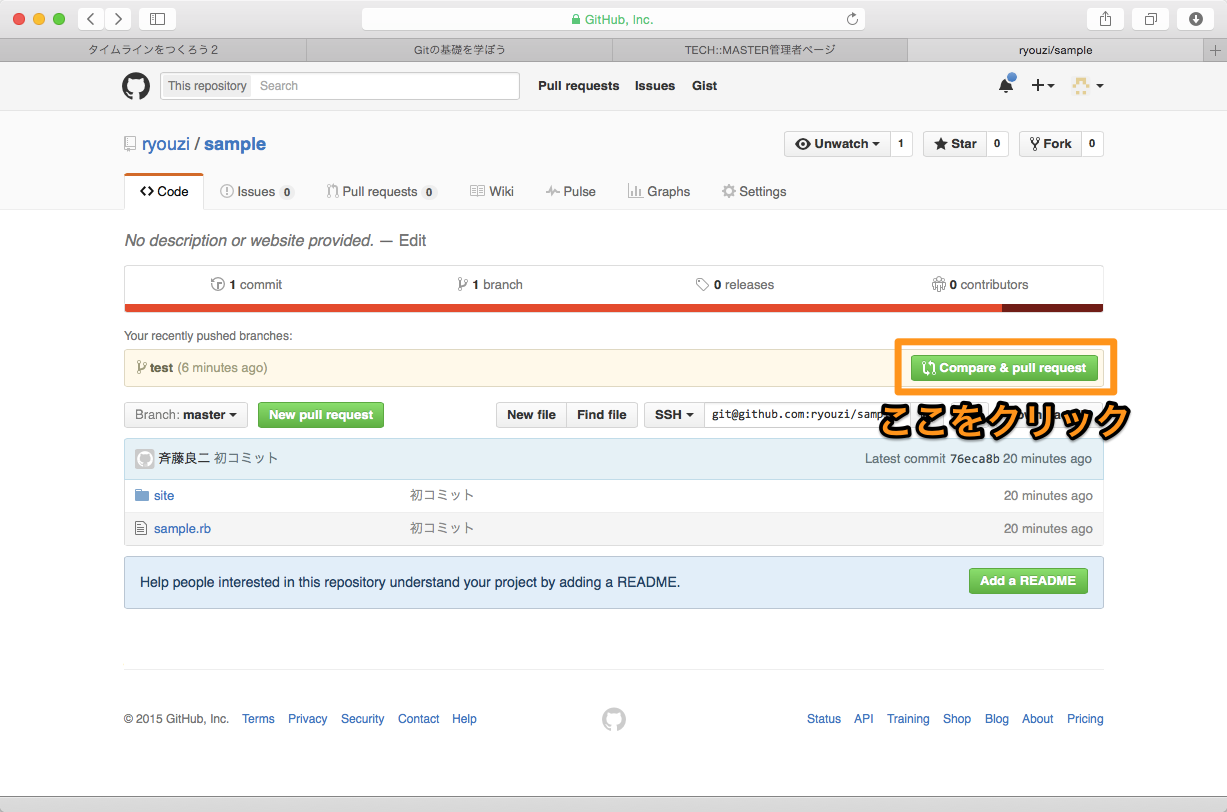 GitHub, Inc.
タイムラインをつくろう２ Gitの基礎を学ぼう TECH::MASTER管理者ページ ryouzi/sample
This repository Search Pull requests Issues Gist
ryouzi / sample Unwatch 1 Star 0 Fork 0
Code Issues 0 Pull requests 0 Wiki Pulse Graphs Settings
No description or website provided. — Edit
1 commit 1 branch 0 releases 0 contributors
Your recently pushed branches:
test (6 minutes ago) Compare & pull request
Branch: master New pull request New file Find file SSH git@github.com:ryouzi/samp
ここをクリック
斉藤良二 初コミット Latest commit 76eca8b 20 minutes ago
site 初コミット 20 minutes ago
sample.rb 初コミット 20 minutes ago
Help people interested in this repository understand your project by adding a README. Add a README
© 2015 GitHub, Inc. Terms Privacy Security Contact Help Status API Training Shop Blog About Pricing